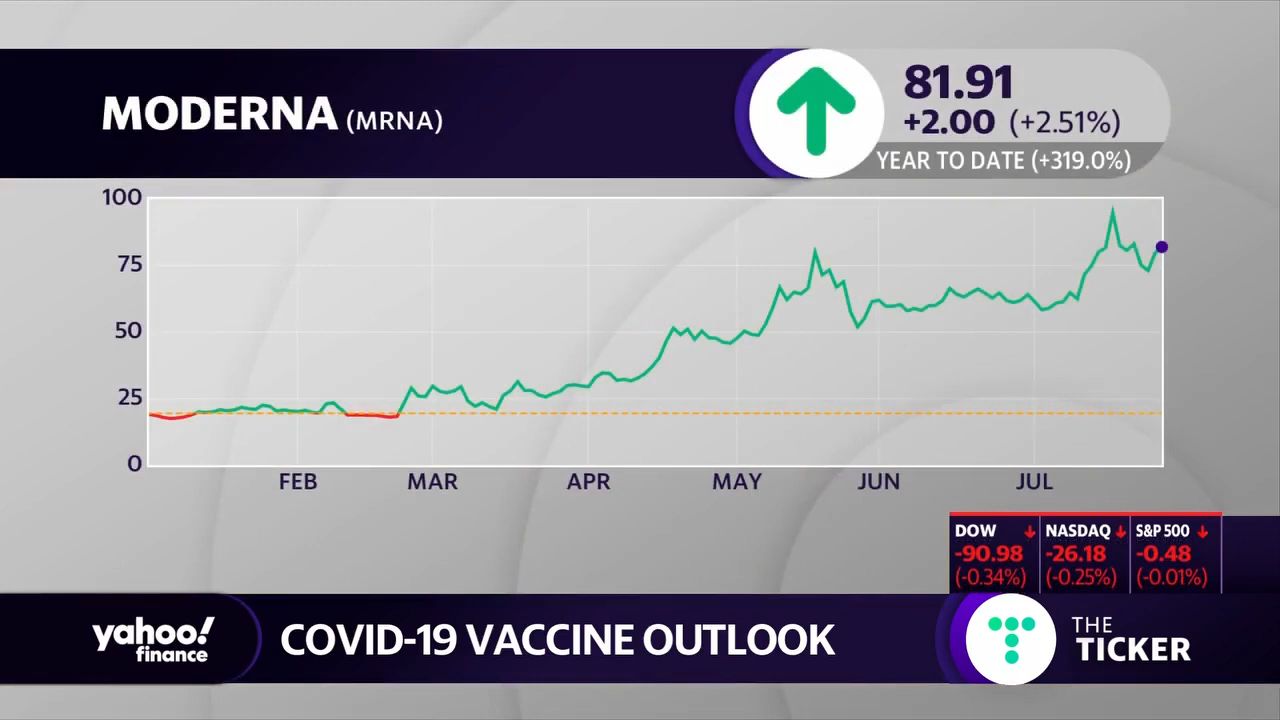 MODERNA (MRNA)
81.91
+2.00 (+2.51%)
YEAR TO DATE (+319.0%)
100
75
50
25
0
FEB MAR APR MAY JUN JUL
DOW NASDAQ S&P 500
-90.98 -26.18 -0.48
(-0.34%) (-0.25%) (-0.01%)
yahoo!
finance
COVID-19 VACCINE OUTLOOK
THE
TICKER